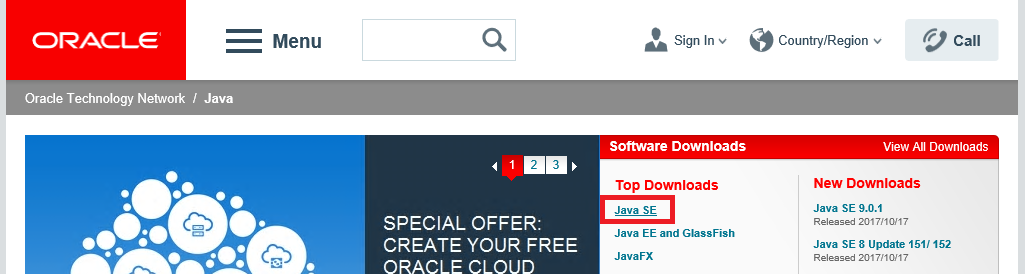 ORACLE
Menu
Sign In
Country/Region
Call
Oracle Technology Network / Java
1 2 3
SPECIAL OFFER:
CREATE YOUR FREE
ORACLE CLOUD
Software Downloads
View All Downloads
Top Downloads
Java SE
Java EE and GlassFish
JavaFX
New Downloads
Java SE 9.0.1
Released 2017/10/17
Java SE 8 Update 151/ 152
Released 2017/10/17